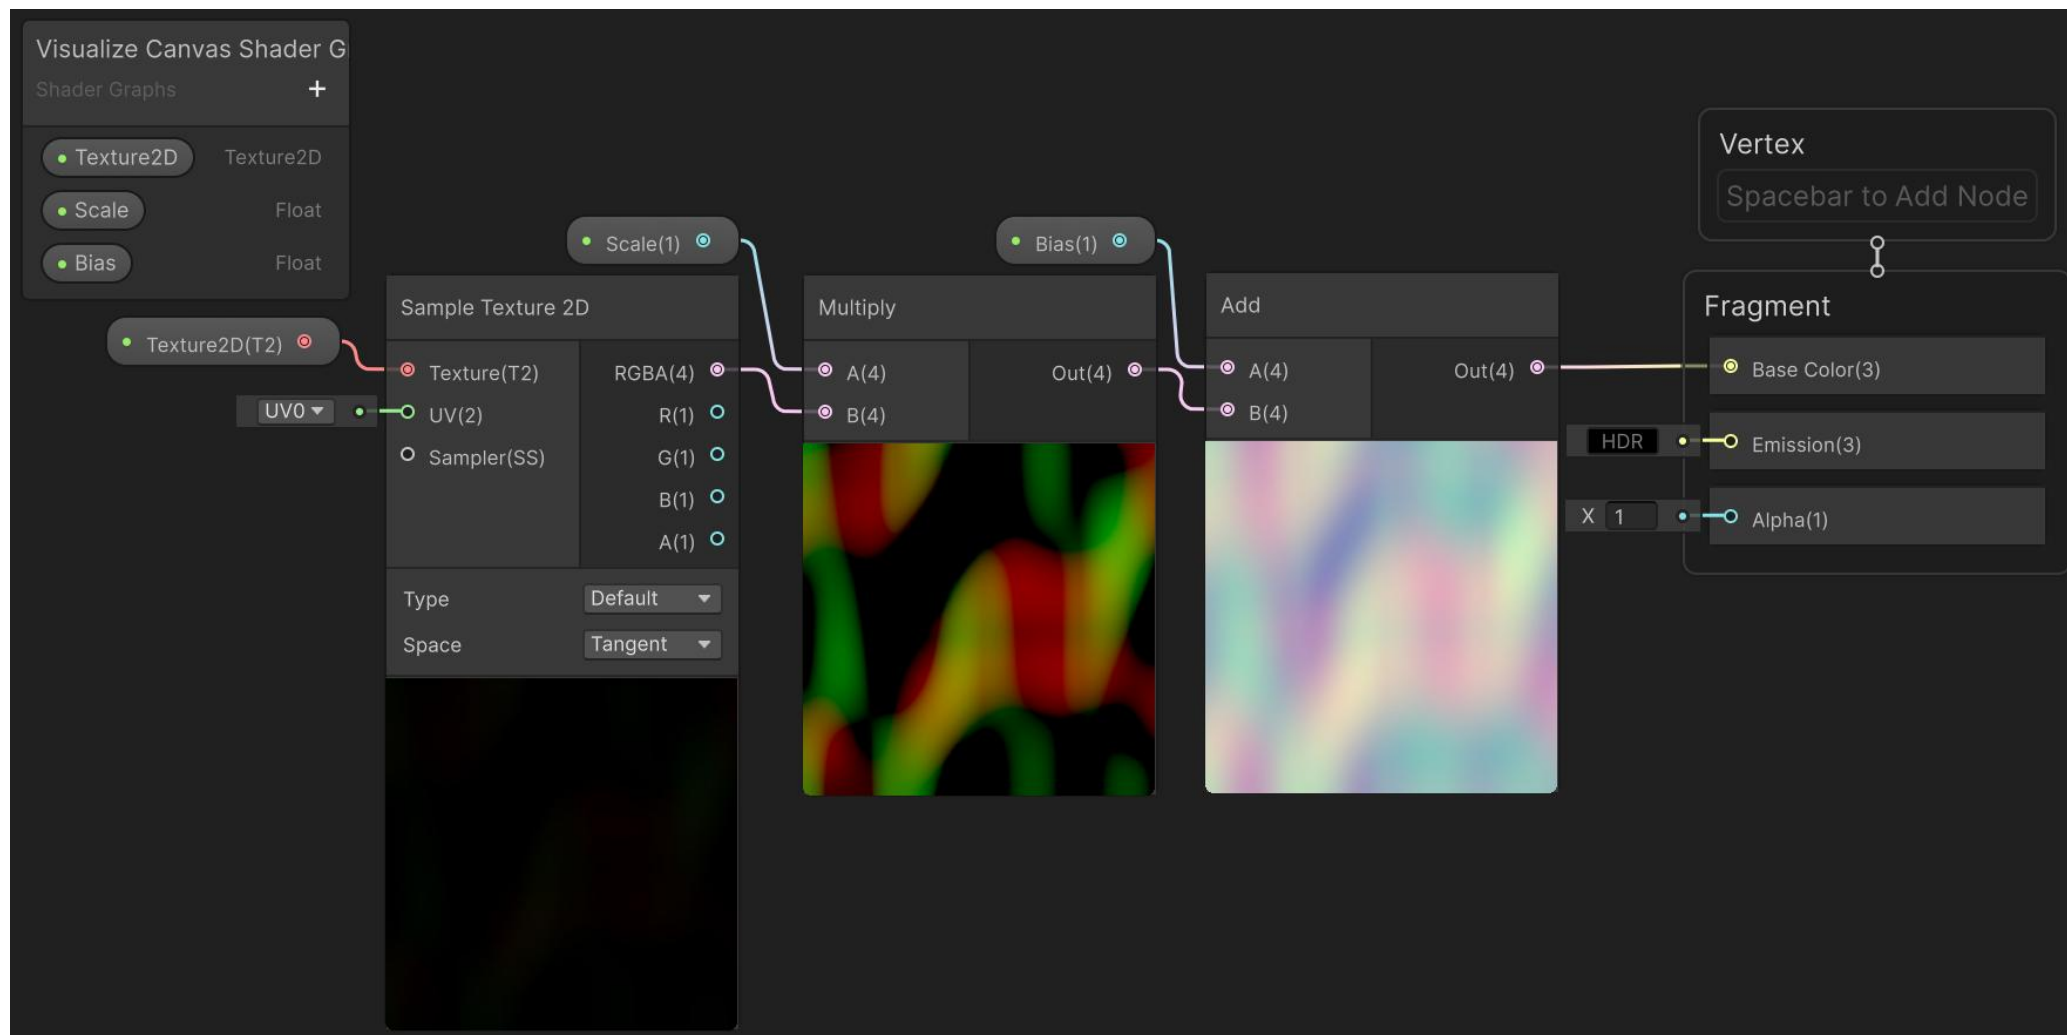 Visualize Canvas Shader G
Shader Graphs +
Texture2D Texture2D
Scale Float
Bias Float
Texture2D(T2)
UV0
Scale(1)
Sample Texture 2D
Texture(T2) RGBA(4)
UV(2) R(1)
Sampler(SS) G(1)
B(1)
A(1)
Type Default
Space Tangent
Multiply
A(4) Out(4)
B(4)
Bias(1)
Add
A(4) Out(4)
B(4)
Vertex
Spacebar to Add Node
Fragment
Base Color(3)
HDR Emission(3)
X 1 Alpha(1)